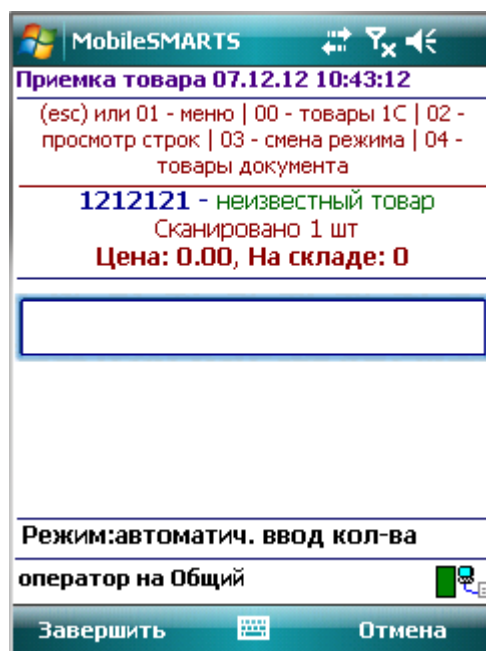 MobileSMARTS
Приемка товара 07.12.12 10:43:12
(esc) или 01 - меню | 00 - товары 1С | 02 -
просмотр строк | 03 - смена режима | 04 -
товары документа
1212121 - неизвестный товар
Сканировано 1 шт
Цена: 0.00, На складе: 0
Режим:автоматич. ввод кол-ва
оператор на Общий
Завершить Отмена